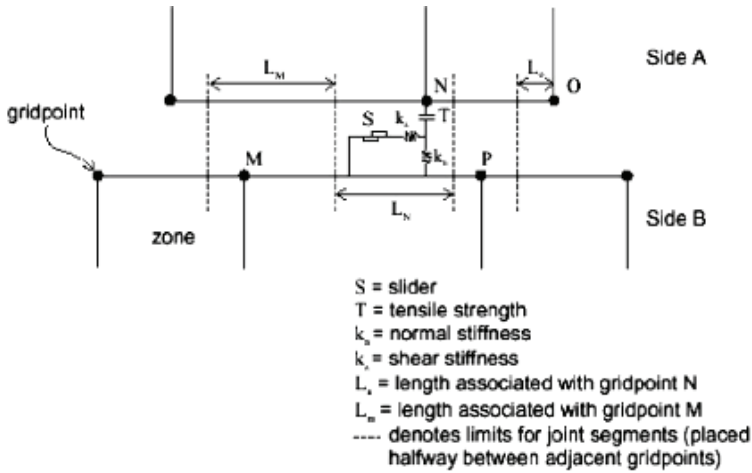 Side A
L_M
N
L_s
O
gridpoint
S
k_s
T
k_n
M
P
L_N
zone
Side B
S = slider
T = tensile strength
k_n = normal stiffness
k_s = shear stiffness
L_n = length associated with gridpoint N
L_m = length associated with gridpoint M
---- denotes limits for joint segments (placed
halfway between adjacent gridpoints)